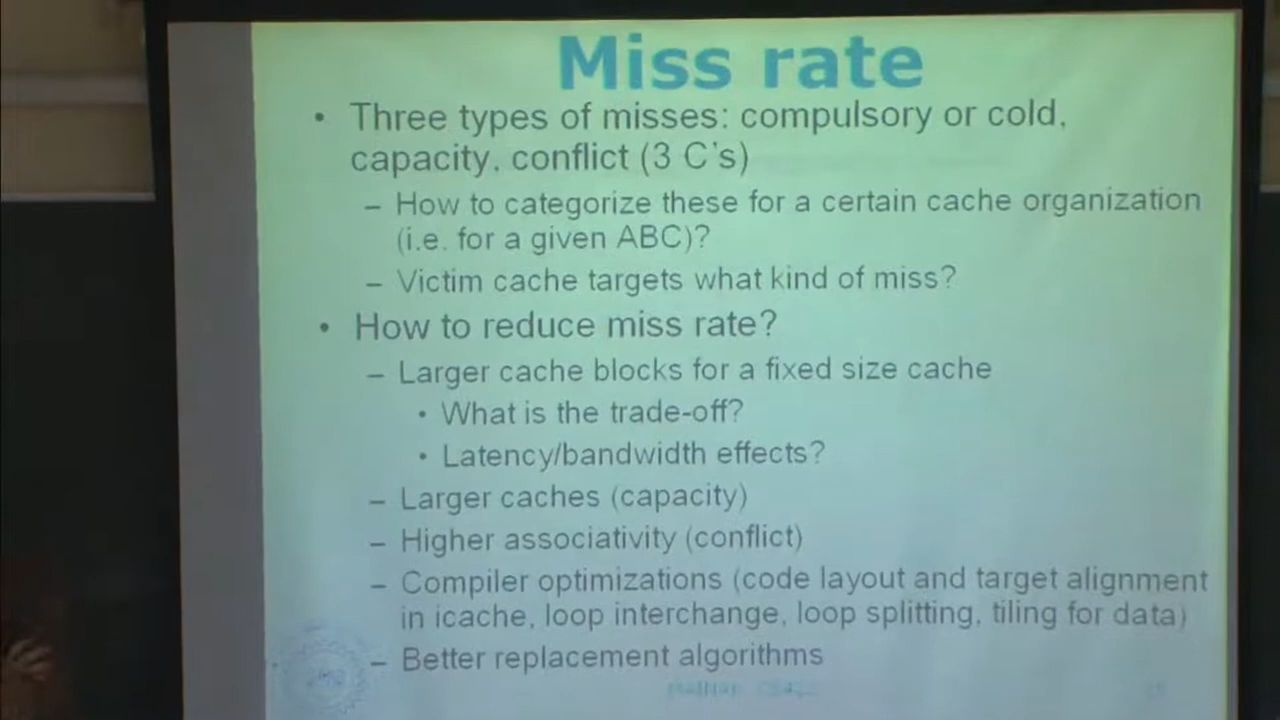 Miss rate
• Three types of misses: compulsory or cold,
capacity, conflict (3 C's)
– How to categorize these for a certain cache organization
(i.e. for a given ABC)?
– Victim cache targets what kind of miss?
• How to reduce miss rate?
– Larger cache blocks for a fixed size cache
• What is the trade-off?
• Latency/bandwidth effects?
– Larger caches (capacity)
– Higher associativity (conflict)
– Compiler optimizations (code layout and target alignment
in icache, loop interchange, loop splitting, tiling for data)
– Better replacement algorithms